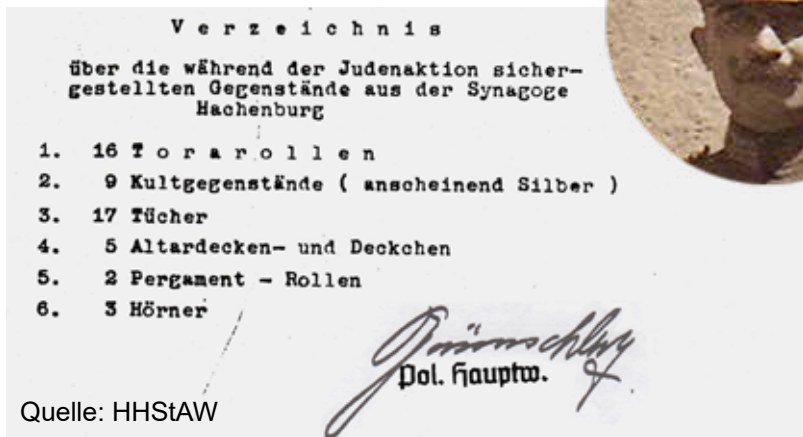 Verzeichnis
über die während der Judenaktion sicher-
gestellten Gegenstände aus der Synagoge
Hachenburg
1. 16 Torarollen
2. 9 Kultgegenstände ( anscheinend Silber )
3. 17 Tücher
4. 5 Altardecken- und Deckchen
5. 2 Pergament - Rollen
6. 3 Hörner
Pol. Hauptw.
Quelle: HHStAW